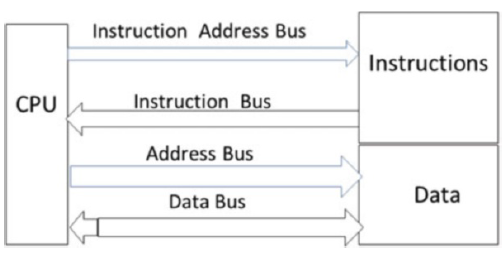 Instruction Address Bus
Instructions
CPU
Instruction Bus
Address Bus
Data
Data Bus